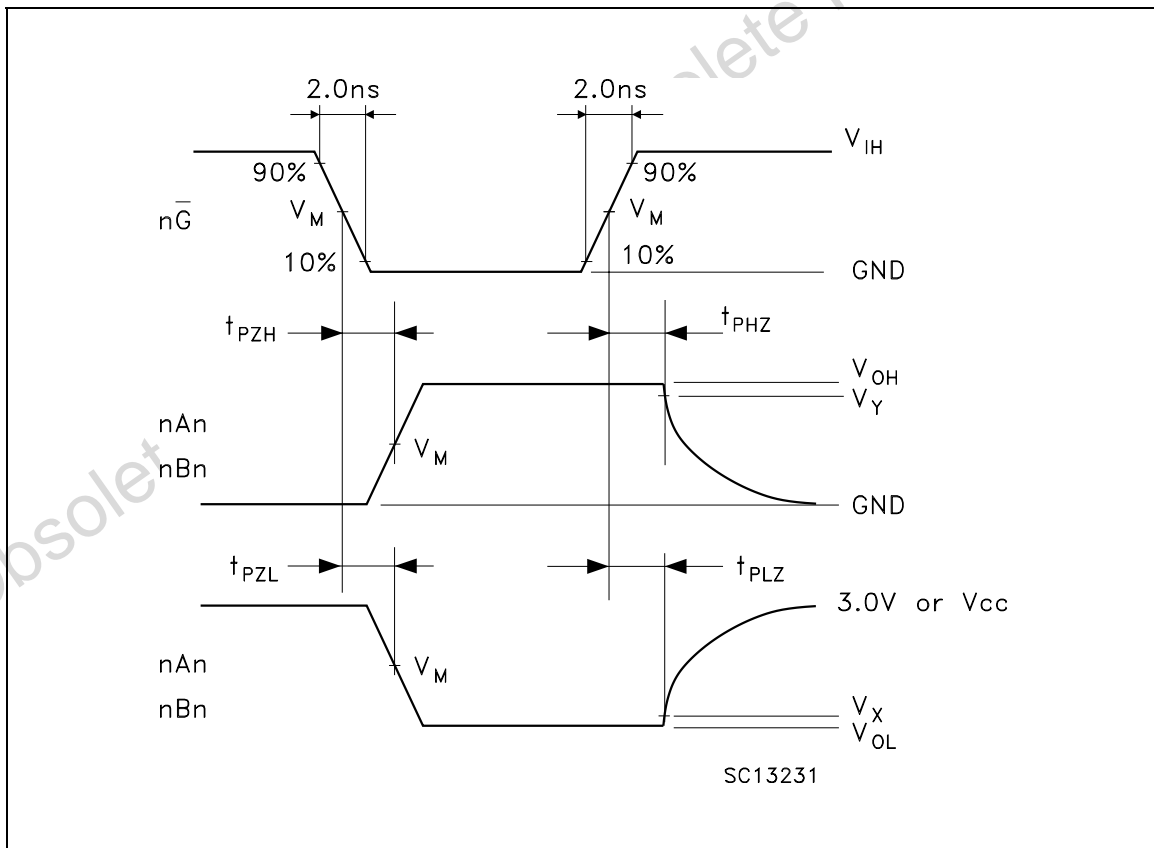 2.0ns 2.0ns
V_IH
90% 90%
nG̅ V_M V_M
10% 10%
GND
t_PZH t_PHZ
V_OH
V_Y
nAn
V_M
nBn
GND
t_PZL t_PLZ
3.0V or Vcc
nAn V_M
nBn
V_X
V_OL
SC13231